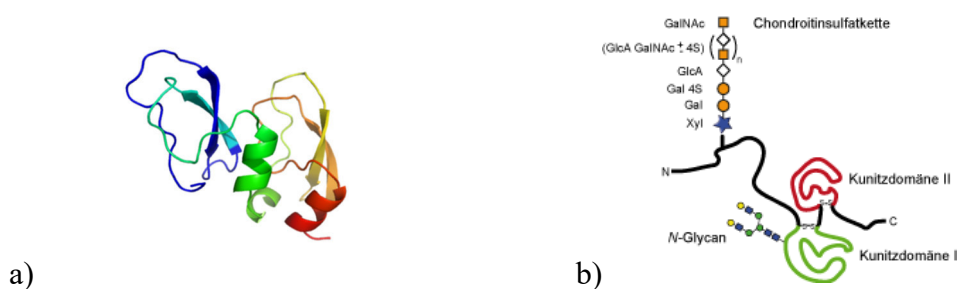 GalNAc
Chondroitinsulfatkette
(GlcA GalNAc ± 4S)n
GlcA
Gal 4S
Gal
Xyl
N
Kunitzdomäne II
S-S
C
N-Glycan
S-S
Kunitzdomäne I
a)
b)